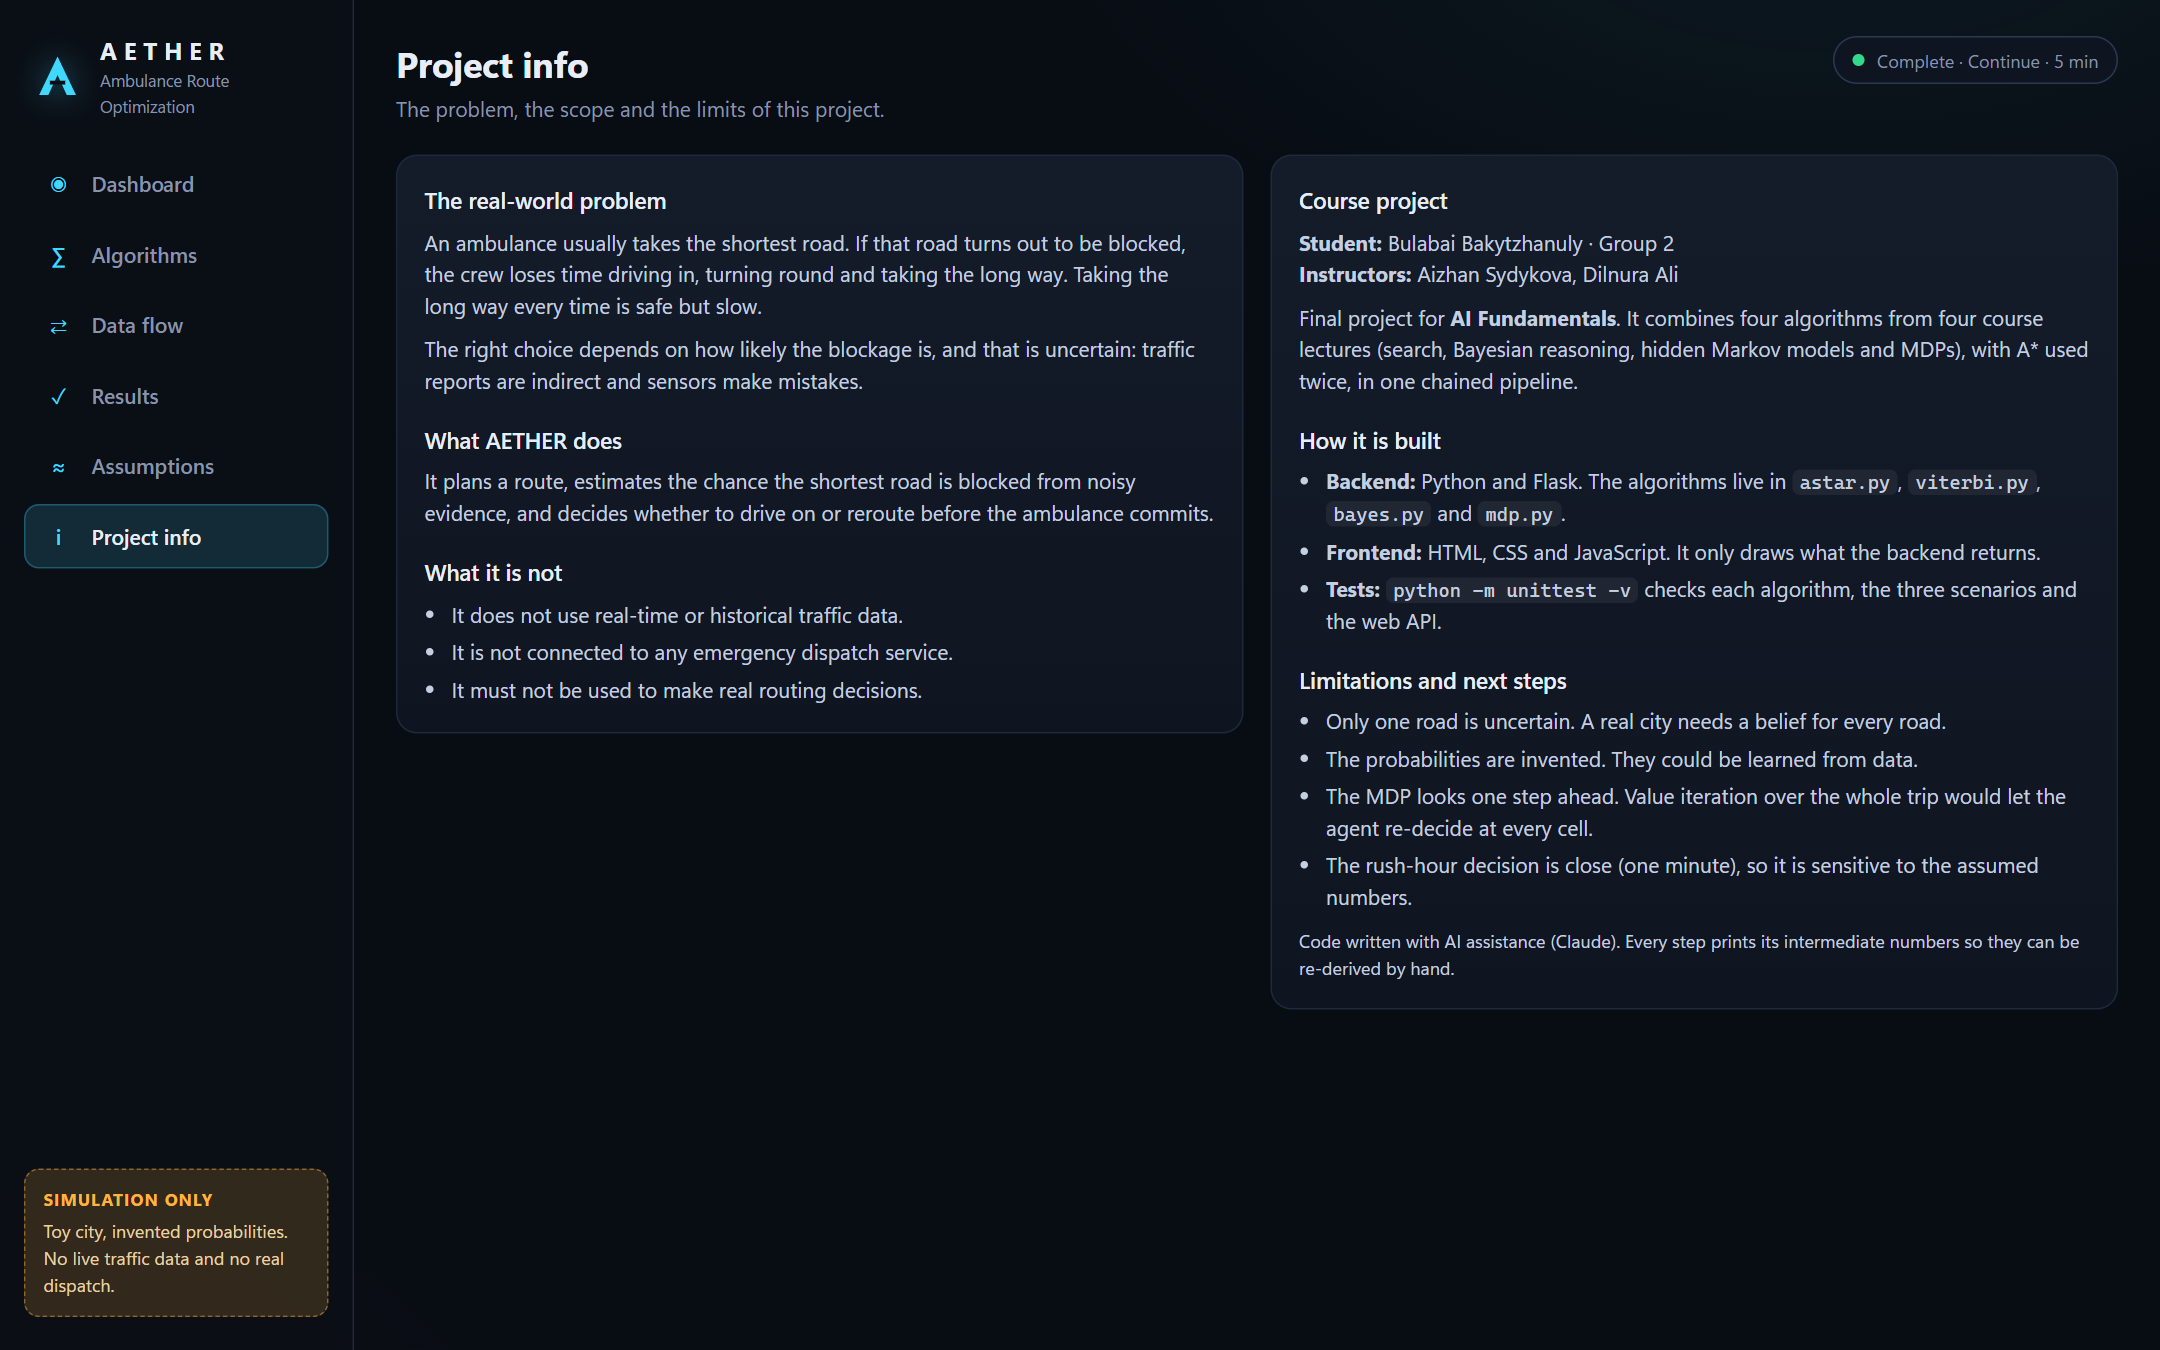 AETHER
Ambulance Route
Optimization
◉ Dashboard
∑ Algorithms
⇄ Data flow
✓ Results
≈ Assumptions
i Project info
SIMULATION ONLY
Toy city, invented probabilities.
No live traffic data and no real
dispatch.
Project info
The problem, the scope and the limits of this project.
Complete · Continue · 5 min
The real-world problem
An ambulance usually takes the shortest road. If that road turns out to be blocked,
the crew loses time driving in, turning round and taking the long way. Taking the
long way every time is safe but slow.
The right choice depends on how likely the blockage is, and that is uncertain: traffic
reports are indirect and sensors make mistakes.
What AETHER does
It plans a route, estimates the chance the shortest road is blocked from noisy
evidence, and decides whether to drive on or reroute before the ambulance commits.
What it is not
• It does not use real-time or historical traffic data.
• It is not connected to any emergency dispatch service.
• It must not be used to make real routing decisions.
Course project
Student: Bulabai Bakytzhanuly · Group 2
Instructors: Aizhan Sydykova, Dilnura Ali
Final project for AI Fundamentals. It combines four algorithms from four course
lectures (search, Bayesian reasoning, hidden Markov models and MDPs), with A* used
twice, in one chained pipeline.
How it is built
• Backend: Python and Flask. The algorithms live in astar.py, viterbi.py,
bayes.py and mdp.py.
• Frontend: HTML, CSS and JavaScript. It only draws what the backend returns.
• Tests: python -m unittest -v checks each algorithm, the three scenarios and
the web API.
Limitations and next steps
• Only one road is uncertain. A real city needs a belief for every road.
• The probabilities are invented. They could be learned from data.
• The MDP looks one step ahead. Value iteration over the whole trip would let the
agent re-decide at every cell.
• The rush-hour decision is close (one minute), so it is sensitive to the assumed
numbers.
Code written with AI assistance (Claude). Every step prints its intermediate numbers so they can be
re-derived by hand.